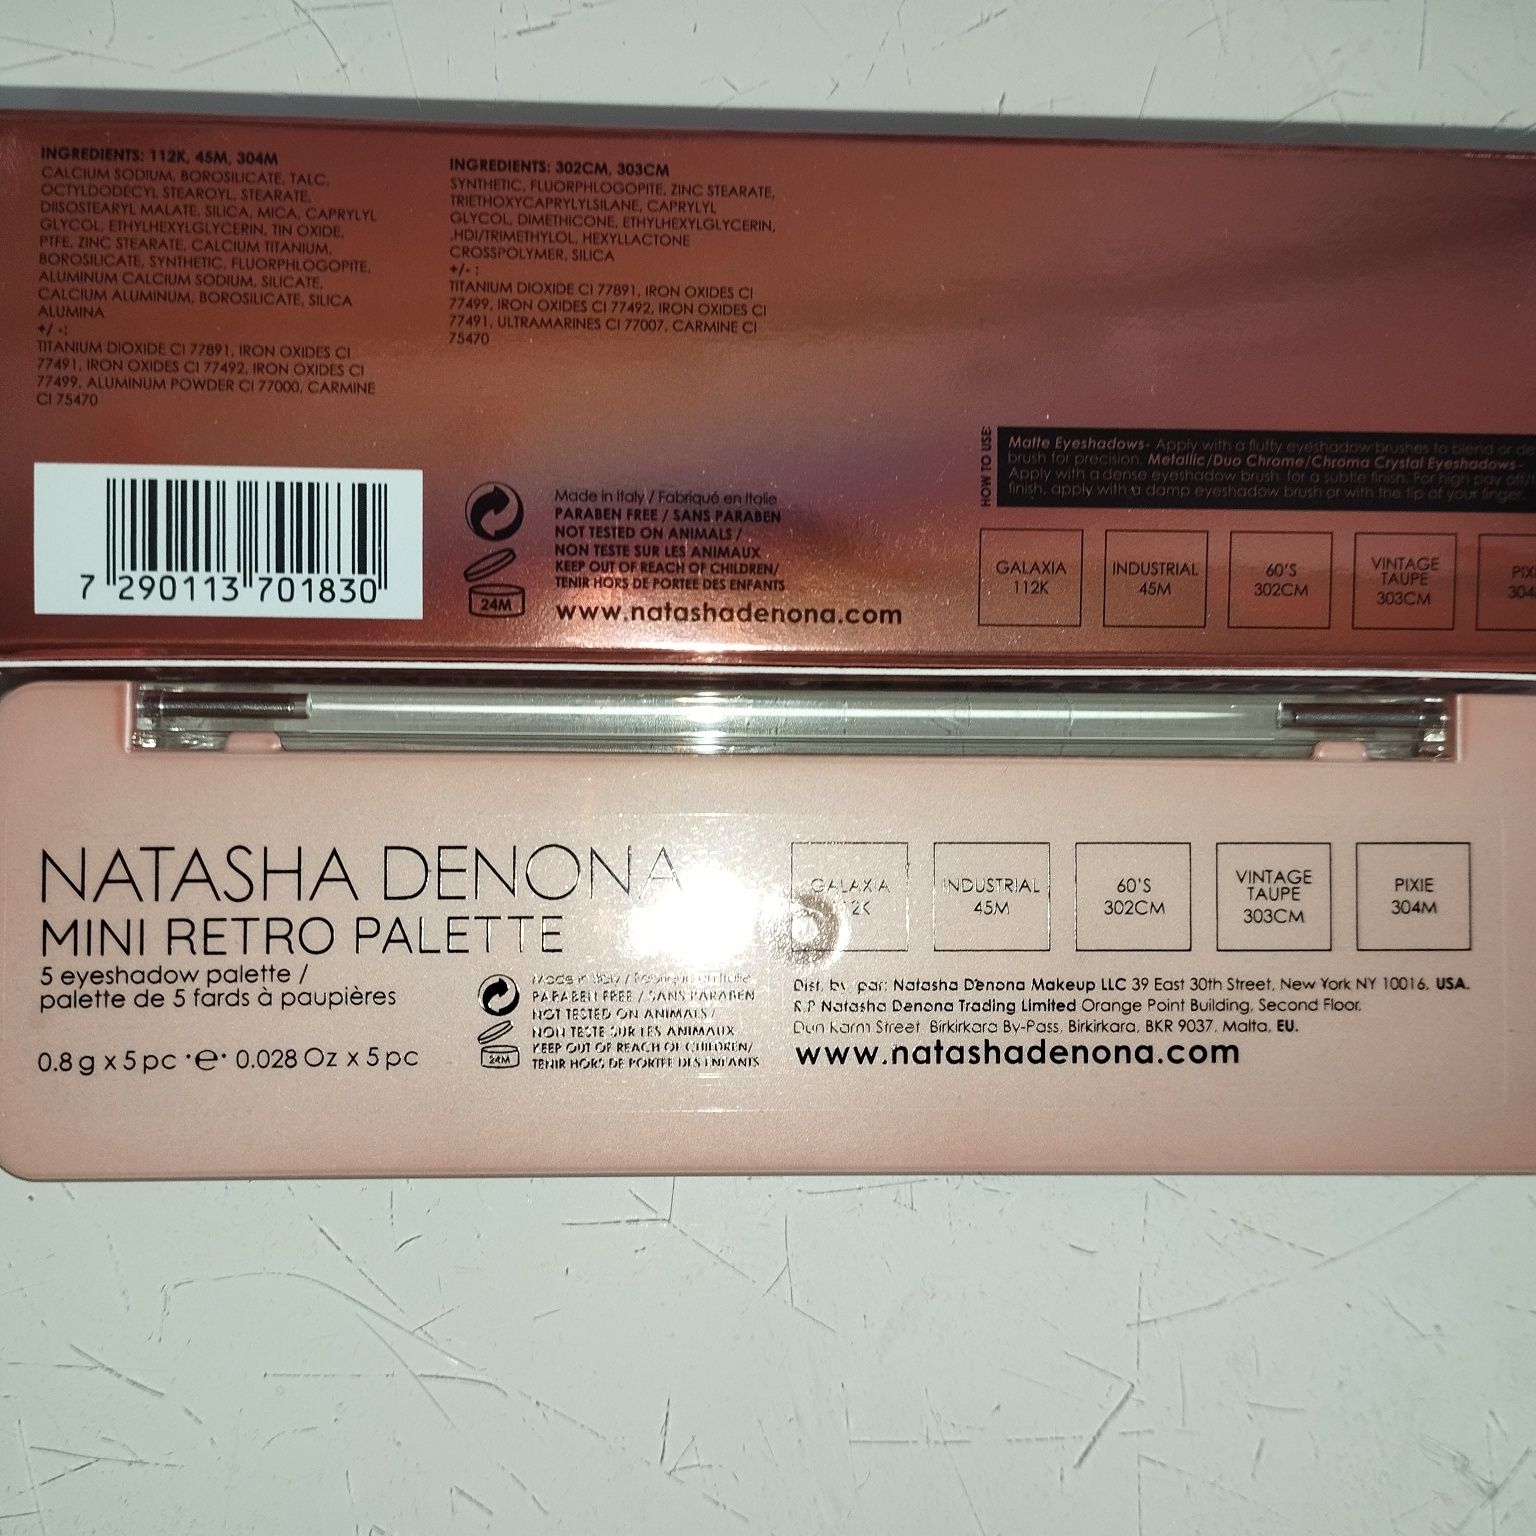 INGREDIENTS: 112K, 45M, 304M
CALCIUM SODIUM, BOROSILICATE, TALC,
OCTYLDODECYL STEAROYL, STEARATE,
DIISOSTEARYL MALATE, SILICA, MICA, CAPRYLYL
GLYCOL, ETHYLHEXYLGLYCERIN, TIN OXIDE,
PTFE, ZINC STEARATE, CALCIUM TITANIUM,
BOROSILICATE, SYNTHETIC, FLUORPHLOGOPITE,
ALUMINUM CALCIUM SODIUM, SILICATE,
CALCIUM ALUMINUM, BOROSILICATE, SILICA
ALUMINA
+/ -:
TITANIUM DIOXIDE CI 77891, IRON OXIDES CI
77491, IRON OXIDES CI 77492, IRON OXIDES CI
77499, ALUMINUM POWDER CI 77000, CARMINE
CI 75470
INGREDIENTS: 302CM, 303CM
SYNTHETIC, FLUORPHLOGOPITE, ZINC STEARATE,
TRIETHOXYCAPRYLYLSILANE, CAPRYLYL
GLYCOL, DIMETHICONE, ETHYLHEXYLGLYCERIN,
,HDI/TRIMETHYLOL, HEXYLLACTONE
CROSSPOLYMER, SILICA
+/- :
TITANIUM DIOXIDE CI 77891, IRON OXIDES CI
77499, IRON OXIDES CI 77492, IRON OXIDES CI
77491, ULTRAMARINES CI 77007, CARMINE CI
75470
7 290113 701830
24M
Made in Italy / Fabriqué en Italie
PARABEN FREE / SANS PARABEN
NOT TESTED ON ANIMALS /
NON TESTE SUR LES ANIMAUX
KEEP OUT OF REACH OF CHILDREN/
TENIR HORS DE PORTEE DES ENFANTS
www.natashadenona.com
HOW TO USE:
Matte Eyeshadows- Apply with a fluffy eyeshadow brushes to blend or de
brush for precision. Metallic/Duo Chrome/Chroma Crystal Eyeshadows-
Apply with a dense eyeshadow brush for a subtle finish. For high pay off/
finish, apply with a damp eyeshadow brush or with the tip of your finger.
GALAXIA
112K
INDUSTRIAL
45M
60'S
302CM
VINTAGE
TAUPE
303CM
PIX
304
NATASHA DENONA
MINI RETRO PALETTE
5 eyeshadow palette /
palette de 5 fards à paupières
0.8 g x 5 pc ·e· 0.028 Oz x 5 pc
24M
Made in Italy / Fabriqué en Italie
PARABEN FREE / SANS PARABEN
NOT TESTED ON ANIMALS /
NON TESTE SUR LES ANIMAUX
KEEP OUT OF REACH OF CHILDREN/
TENIR HORS DE PORTEE DES ENFANTS
GALAXIA
12K
INDUSTRIAL
45M
60'S
302CM
VINTAGE
TAUPE
303CM
PIXIE
304M
Dist. by par: Natasha Denona Makeup LLC 39 East 30th Street, New York NY 10016, USA.
R.P Natasha Denona Trading Limited Orange Point Building, Second Floor,
Dun Karm Street, Birkirkara By-Pass, Birkirkara, BKR 9037, Malta, EU.
www.natashadenona.com